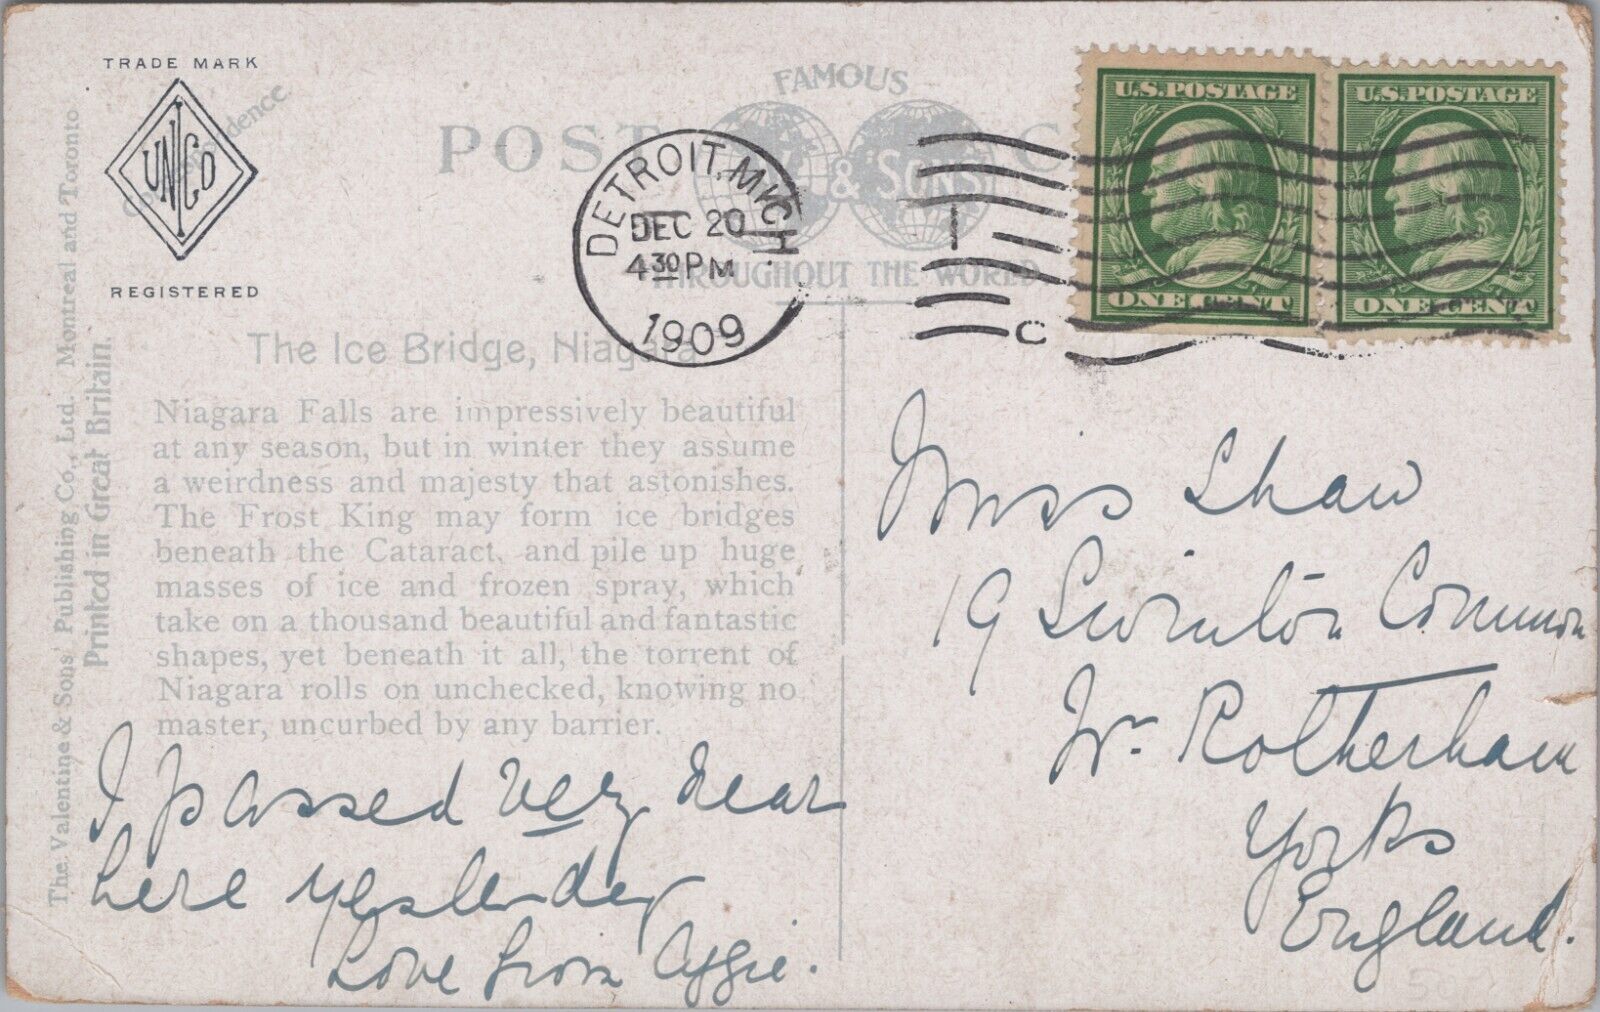 TRADE MARK
UNCo
REGISTERED
Correspondence
POST C
FAMOUS
& SONS
THROUGHOUT THE WORLD
DETROIT, MICH.
DEC 20
4 30 PM
1909
C
U.S. POSTAGE
ONE CENT
U.S. POSTAGE
ONE CENT
The Valentine & Sons' Publishing Co., Ltd. Montreal and Toronto
Printed in Great Britain.
The Ice Bridge, Niagara
Niagara Falls are impressively beautiful
at any season, but in winter they assume
a weirdness and majesty that astonishes.
The Frost King may form ice bridges
beneath the Cataract, and pile up huge
masses of ice and frozen spray, which
take on a thousand beautiful and fantastic
shapes, yet beneath it all, the torrent of
Niagara rolls on unchecked, knowing no
master, uncurbed by any barrier.
I passed very near
here yesterday
Love from Aggie.
Miss Shaw
19 Swinton Common
Nr Rotherham
Yorks
England.